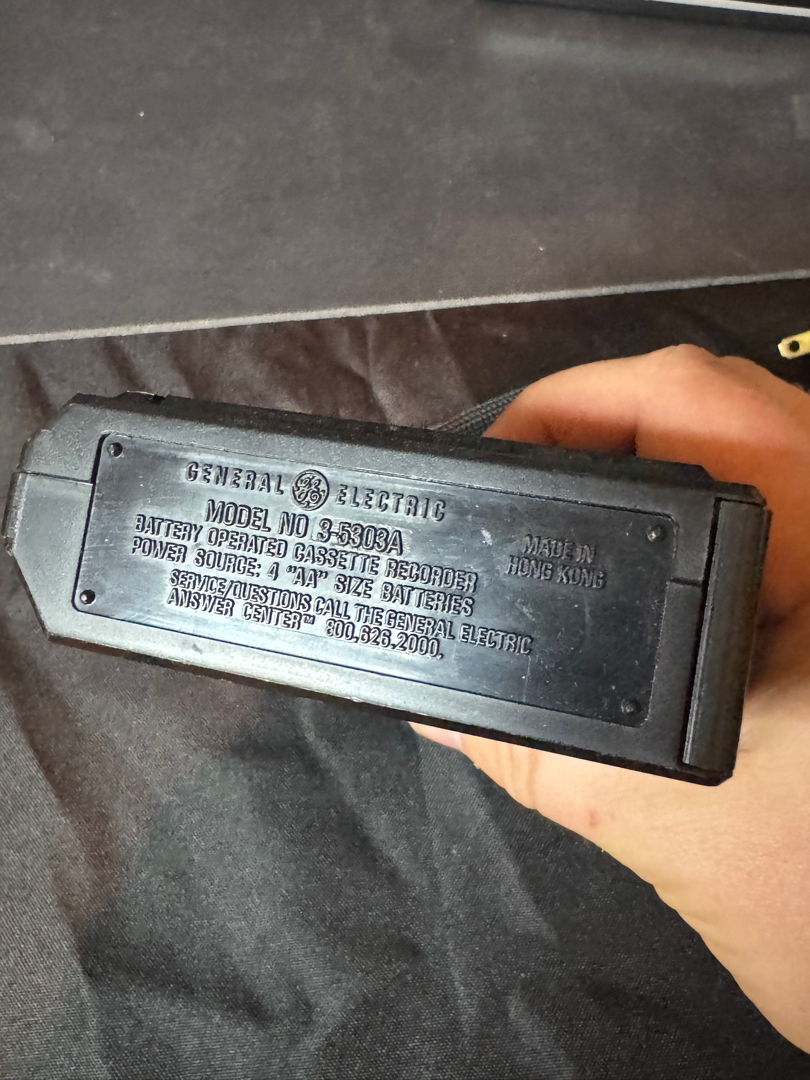 GENERAL GE ELECTRIC
MODEL NO 3-5303A
BATTERY OPERATED CASSETTE RECORDER
POWER SOURCE: 4 "AA" SIZE BATTERIES
SERVICE/QUESTIONS CALL THE GENERAL ELECTRIC
ANSWER CENTER™ 800.626.2000.
MADE IN
HONG KONG